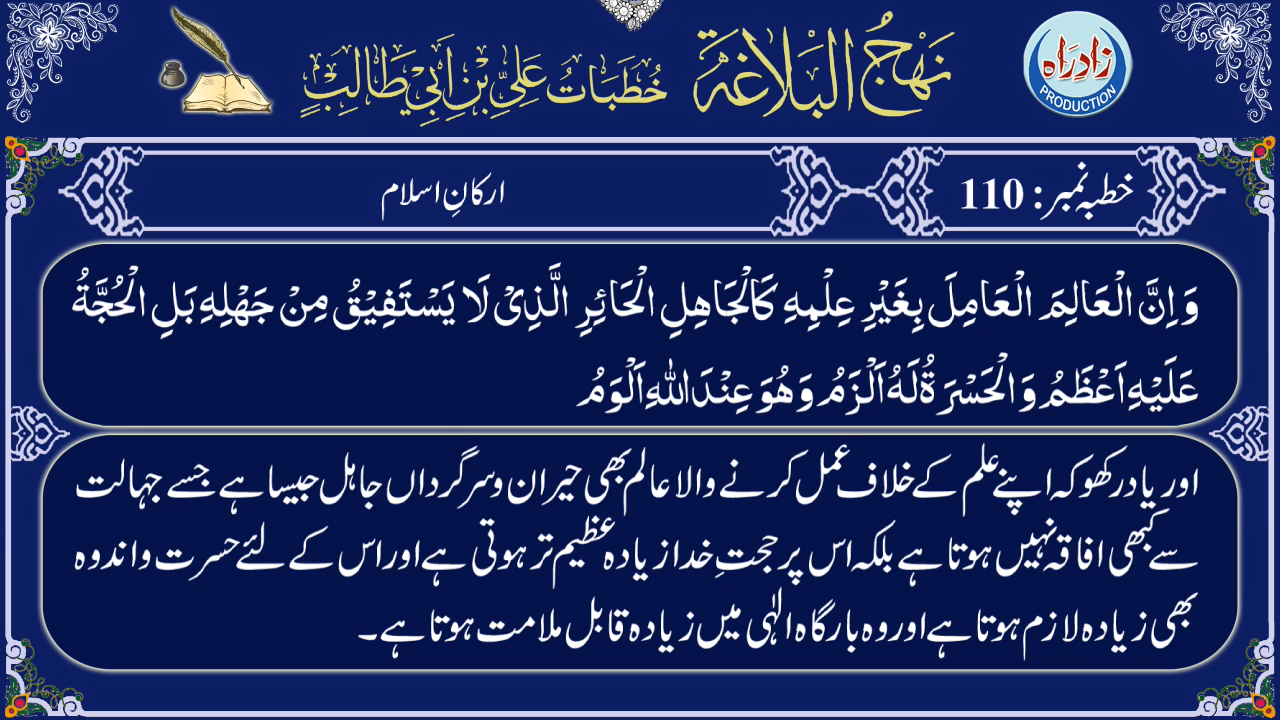 نَهْجُ الْبَلَاغَة خُطَبَاتُ عَلِيِّ بْنِ اَبِي طَالِبٍ
زادِراہ
PRODUCTION
خطبہ نمبر: 110
ارکانِ اسلام
وَ اِنَّ الْعَالِمَ الْعَامِلَ بِغَيْرِ عِلْمِهِ كَالْجَاهِلِ الْحَائِرِ الَّذِىْ لَا يَسْتَفِيْقُ مِنْ جَهْلِهِ بَلِ الْحُجَّةُ
عَلَيْهِ اَعْظَمُ وَ الْحَسْرَةُ لَهُ اَلْزَمُ وَ هُوَ عِنْدَ اللهِ اَلْوَمُ
اور یاد رکھو کہ اپنے علم کے خلاف عمل کرنے والا عالم بھی حیران و سرگرداں جاہل جیسا ہے جسے جہالت
سے کبھی افاقہ نہیں ہوتا ہے بلکہ اس پر حجتِ خدا زیادہ عظیم تر ہوتی ہے اور اس کے لئے حسرت و اندوہ
بھی زیادہ لازم ہوتا ہے اور وہ بارگاہ الٰہی میں زیادہ قابل ملامت ہوتا ہے۔